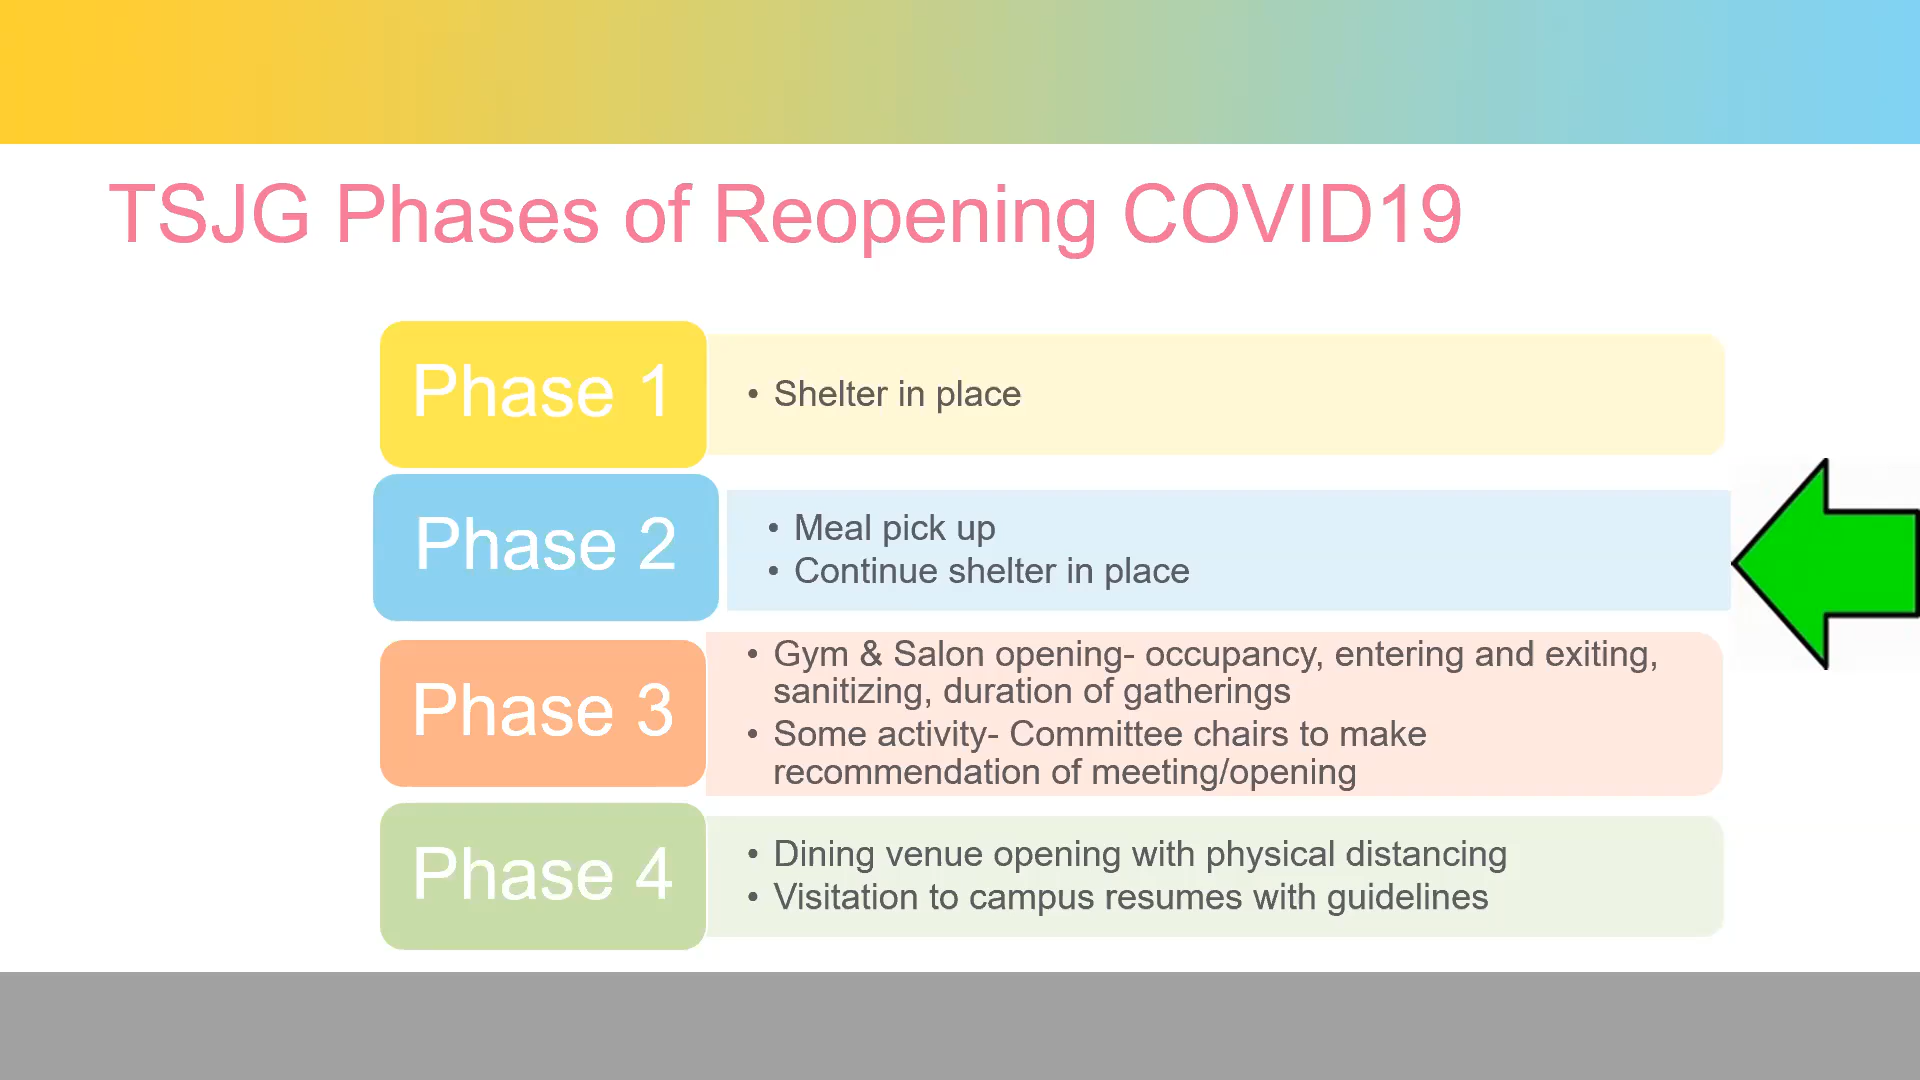 TSJG Phases of Reopening COVID19
Phase 1
• Shelter in place
Phase 2
• Meal pick up
• Continue shelter in place
Phase 3
• Gym & Salon opening- occupancy, entering and exiting,
sanitizing, duration of gatherings
• Some activity- Committee chairs to make
recommendation of meeting/opening
Phase 4
• Dining venue opening with physical distancing
• Visitation to campus resumes with guidelines